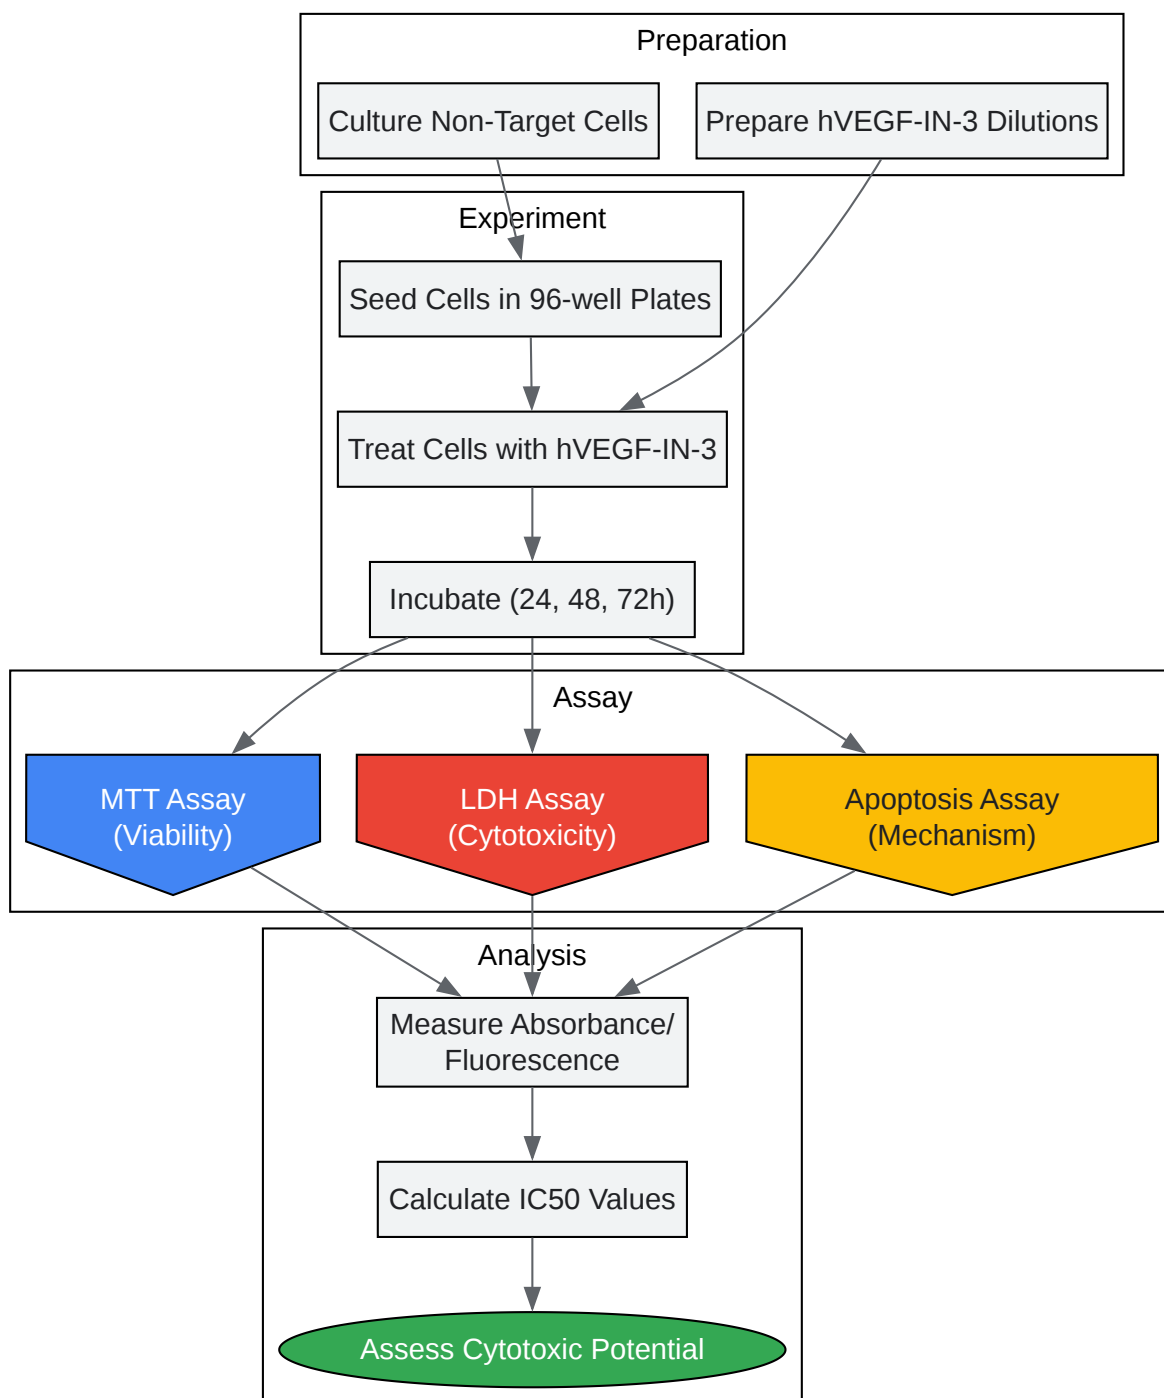 Preparation
Culture Non-Target Cells
Prepare hVEGF-IN-3 Dilutions
Experiment
Seed Cells in 96-well Plates
Treat Cells with hVEGF-IN-3
Incubate (24, 48, 72h)
Assay
MTT Assay
(Viability)
LDH Assay
(Cytotoxicity)
Apoptosis Assay
(Mechanism)
Analysis
Measure Absorbance/
Fluorescence
Calculate IC50 Values
Assess Cytotoxic Potential